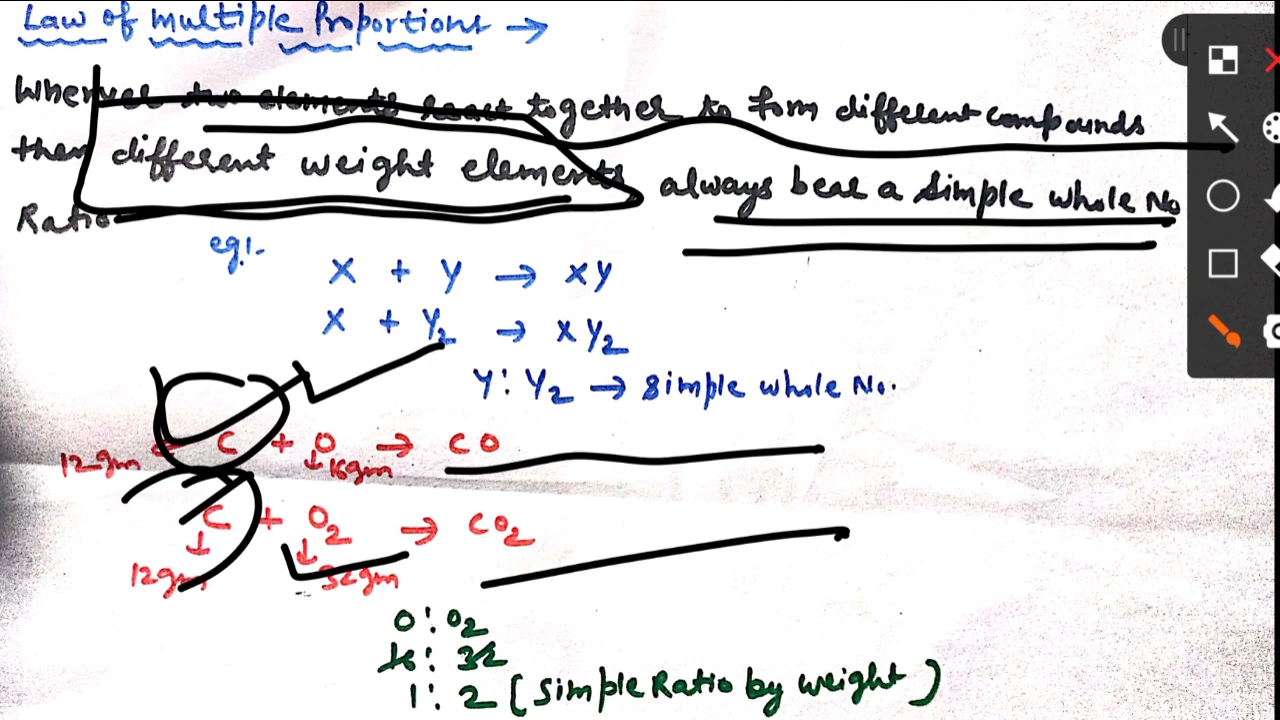 Law of Multiple Proportions →
Whenever two elements react together to form different compounds
then different weight elements always bear a simple whole No
Ratio
eg!-
X + Y → XY
X + Y₂ → XY₂
Y : Y₂ → simple whole No.
12gm ← C + O → CO
↓16gm
C + O₂ → CO₂
↓ ↓
12gm 32gm
O : O₂
16 : 32
1 : 2 (Simple Ratio by weight)